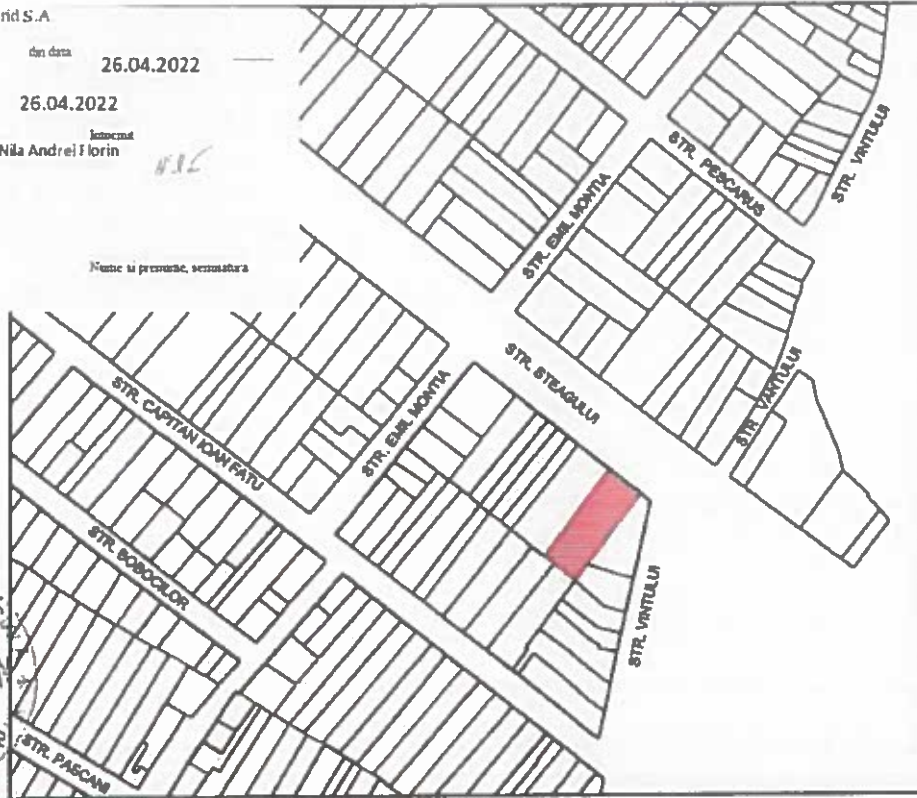 rid S.A
din data
26.04.2022
26.04.2022
Intocmit
Nila Andrei Florin
Nume si prenume, semnatura
STR. VINTULUI
STR. PESCARUS
STR. EMIL MONTIA
STR. STEAGULUI
STR. VANTULUI
STR. EMIL MONTIA
STR. CAPITAN IOAN FATU
STR. BOBOCILOR
STR. VINTULUI
STR. PASCANI